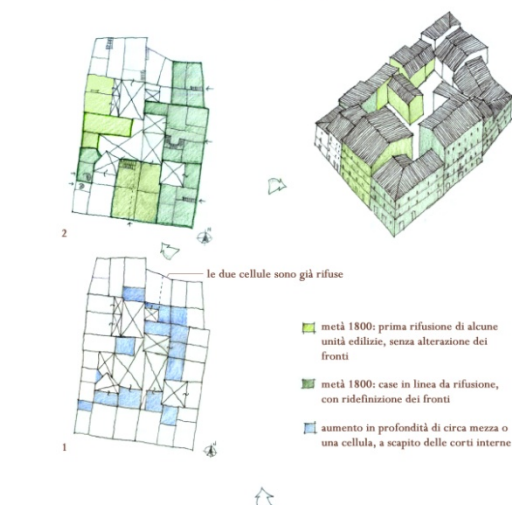 2
le due cellule sono già rifuse
metà 1800: prima rifusione di alcune
unità edilizie, senza alterazione dei
fronti
metà 1800: case in linea da rifusione,
con ridefinizione dei fronti
aumento in profondità di circa mezza o
una cellula, a scapito delle corti interne
1